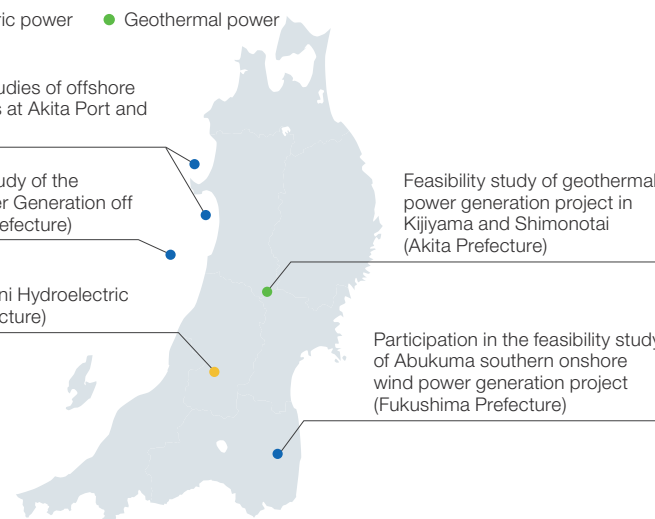 ric power
Geothermal power
udies of offshore
s at Akita Port and
udy of the
er Generation off
efecture)
ni Hydroelectric
cture)
Feasibility study of geothermal
power generation project in
Kijiyama and Shimonotai
(Akita Prefecture)
Participation in the feasibility study
of Abukuma southern onshore
wind power generation project
(Fukushima Prefecture)